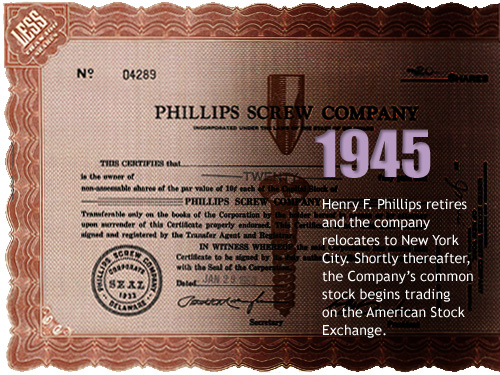 LESS
THAN 100
SHARES
Nº 04289
SHARES
PHILLIPS SCREW COMPANY
INCORPORATED UNDER THE LAWS OF THE STATE OF
1945
THIS CERTIFIES that
is the owner of TWENT
non-assessable shares of the par value of 10¢ each of the Capital Stock of
PHILLIPS SCREW COMPANY
Transferable only on the books of the Corporation by the holder hereof
upon surrender of this Certificate properly endorsed. This Certificate
signed and registered by the Transfer Agent and Registrar.
IN WITNESS WHEREOF, the said
Certificate to be signed by its duly authorized
with the Seal of the Corporation.
Dated JAN 29
Secretary
PHILLIPS SCREW COMPANY
CORPORATE
SEAL
1933
DELAWARE
Henry F. Phillips retires
and the company
relocates to New York
City. Shortly thereafter,
the Company's common
stock begins trading
on the American Stock
Exchange.